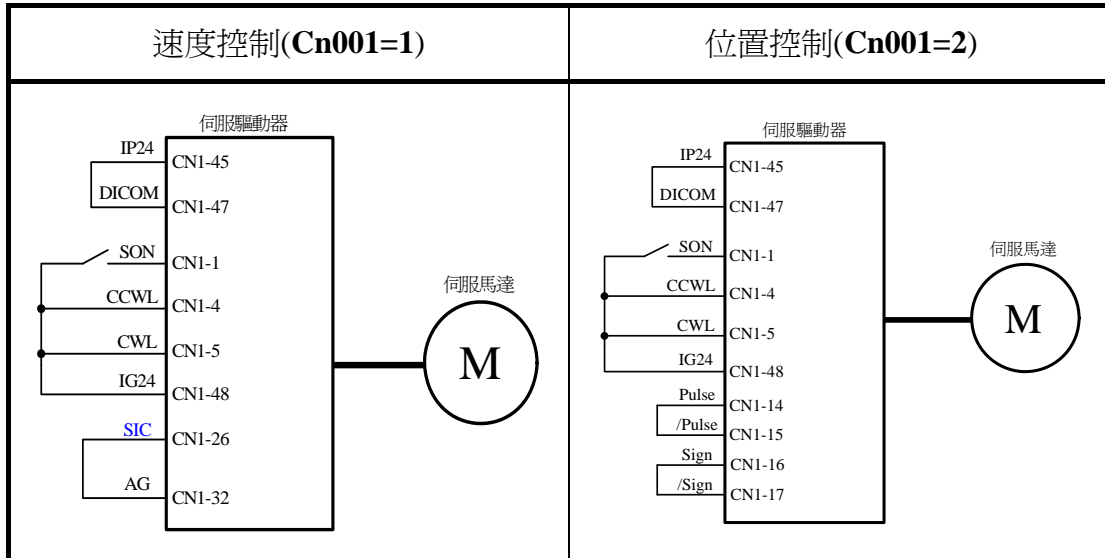 速度控制(Cn001=1)
位置控制(Cn001=2)
伺服驅動器
IP24
CN1-45
DICOM
CN1-47
SON
CN1-1
CCWL
CN1-4
CWL
CN1-5
IG24
CN1-48
SIC
CN1-26
AG
CN1-32
伺服馬達
M
伺服驅動器
IP24
CN1-45
DICOM
CN1-47
SON
CN1-1
CCWL
CN1-4
CWL
CN1-5
IG24
CN1-48
Pulse
CN1-14
/Pulse
CN1-15
Sign
CN1-16
/Sign
CN1-17
伺服馬達
M